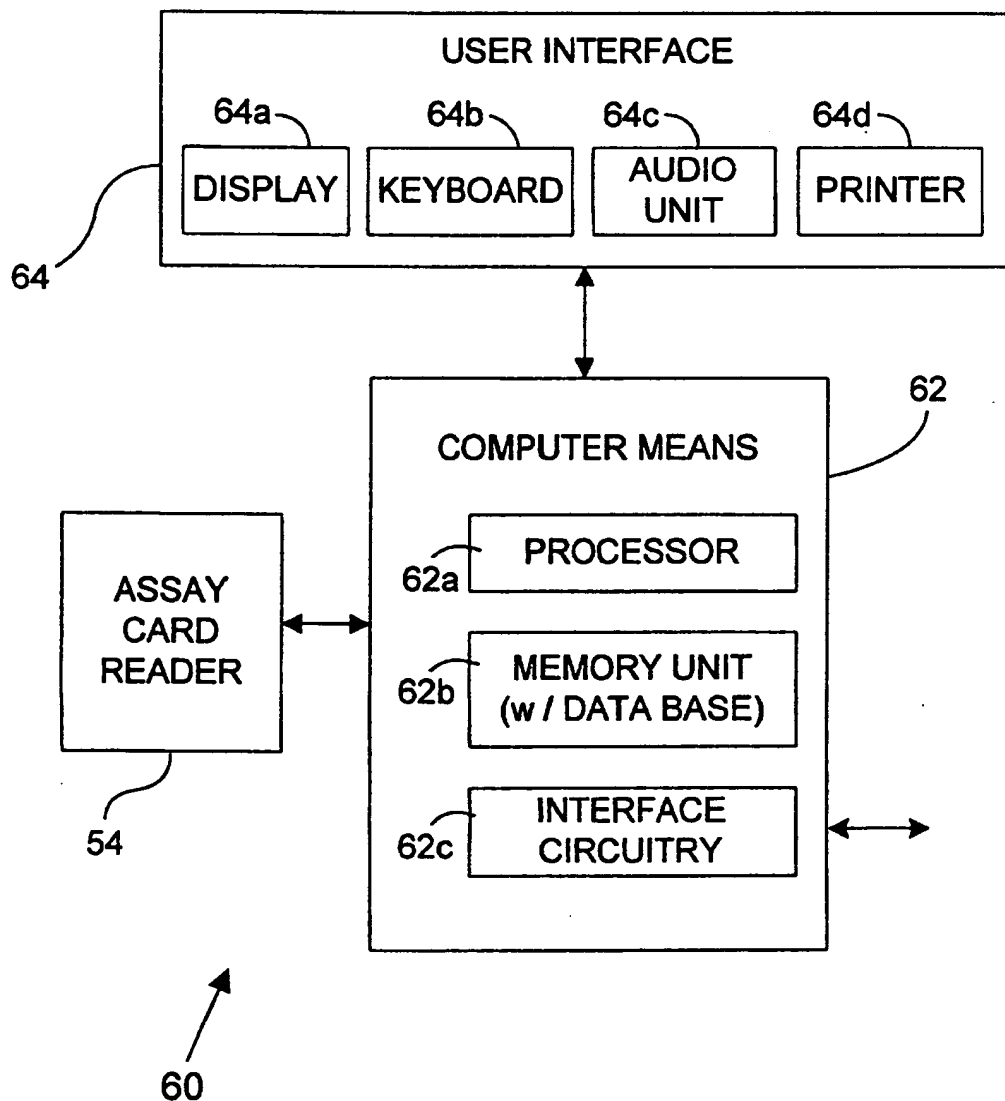 USER INTERFACE
64a
64b
64c
64d
DISPLAY
KEYBOARD
AUDIO
UNIT
PRINTER
64
62
COMPUTER MEANS
PROCESSOR
62a
ASSAY
CARD
READER
MEMORY UNIT
(w / DATA BASE)
62b
INTERFACE
CIRCUITRY
62c
54
60